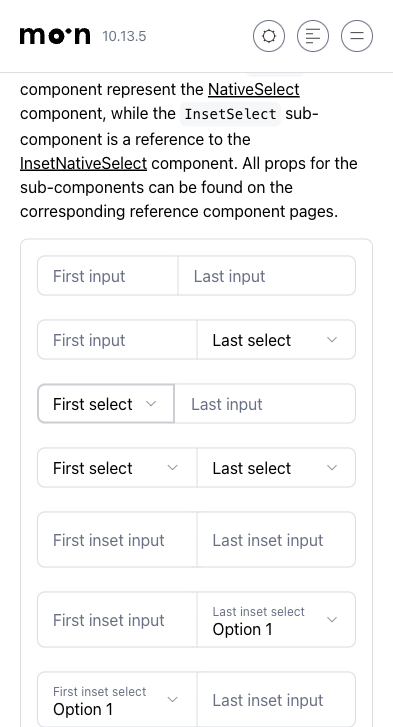 moon 10.13.5
component represent the NativeSelect
component, while the InsetSelect sub-
component is a reference to the
InsetNativeSelect component. All props for the
sub-components can be found on the
corresponding reference component pages.
First input Last input
First input Last select
First select Last input
First select Last select
First inset input Last inset input
First inset input Last inset select
Option 1
First inset select
Option 1 Last inset input